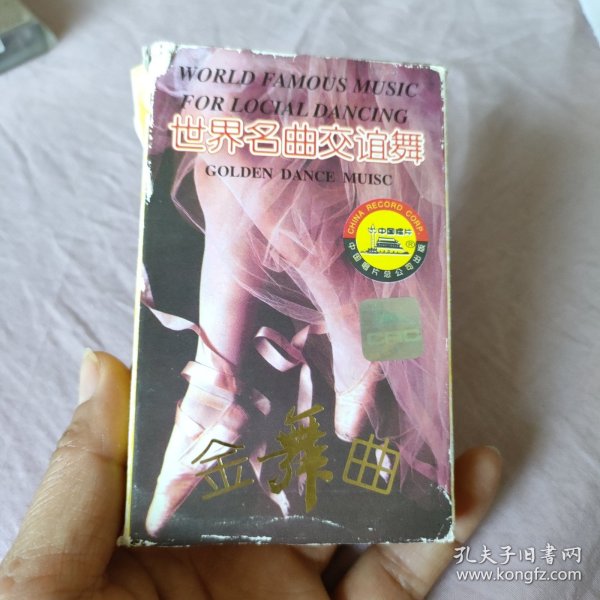 WORLD FAMOUS MUSIC
FOR LOCIAL DANCING
世界名曲交谊舞
GOLDEN DANCE MUISC
CHINA RECORD CORP.
中国唱片
®
中国唱片总公司出版
CRC
金舞曲
孔夫子旧书网
www.kongfz.com